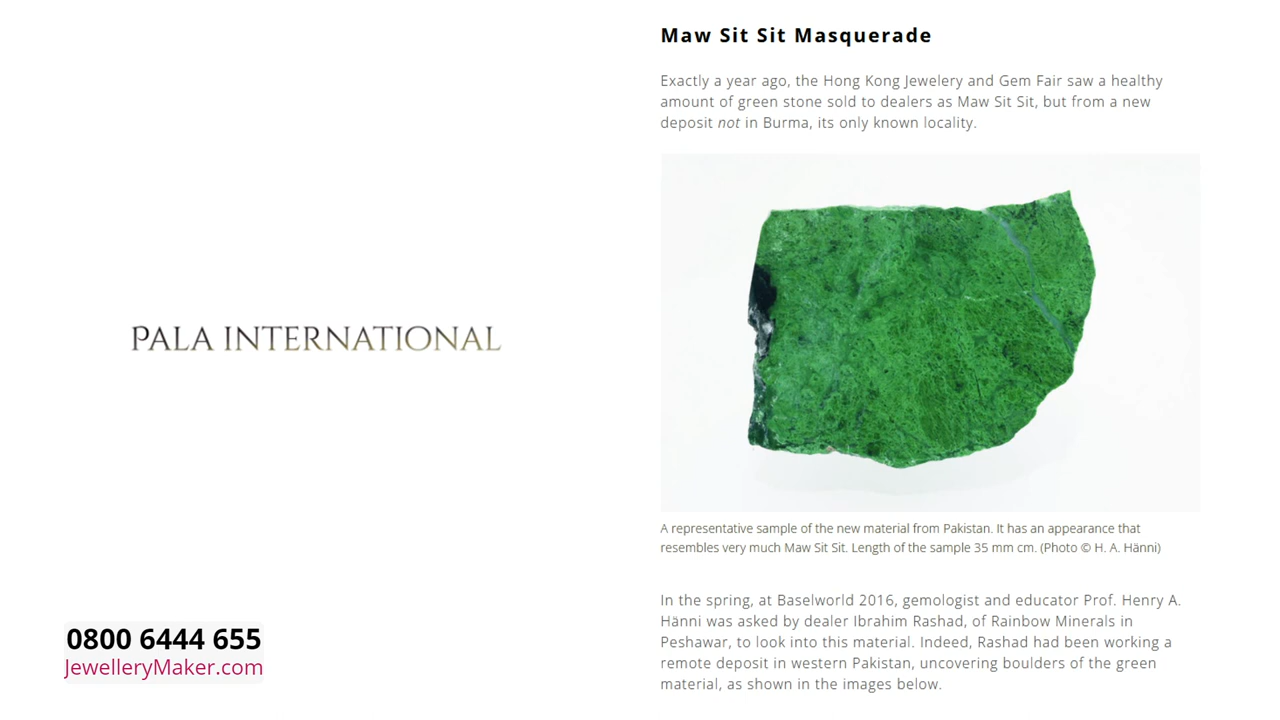 PALA INTERNATIONAL
0800 6444 655
JewelleryMaker.com
Maw Sit Sit Masquerade
Exactly a year ago, the Hong Kong Jewelery and Gem Fair saw a healthy
amount of green stone sold to dealers as Maw Sit Sit, but from a new
deposit not in Burma, its only known locality.
A representative sample of the new material from Pakistan. It has an appearance that
resembles very much Maw Sit Sit. Length of the sample 35 mm cm. (Photo © H. A. Hänni)
In the spring, at Baselworld 2016, gemologist and educator Prof. Henry A.
Hänni was asked by dealer Ibrahim Rashad, of Rainbow Minerals in
Peshawar, to look into this material. Indeed, Rashad had been working a
remote deposit in western Pakistan, uncovering boulders of the green
material, as shown in the images below.